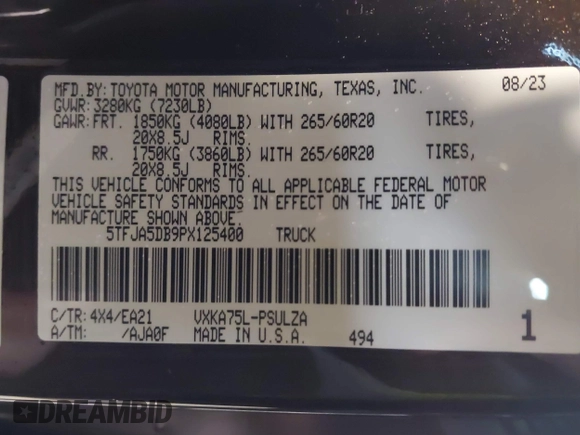 MFD.BY: TOYOTA MOTOR MANUFACTURING, TEXAS, INC. 08/23
GVWR: 3280KG (7230LB)
GAWR: FRT. 1850KG (4080LB) WITH 265/60R20 TIRES,
20X8.5J RIMS.
RR. 1750KG (3860LB) WITH 265/60R20 TIRES,
20X8.5J RIMS.
THIS VEHICLE CONFORMS TO ALL APPLICABLE FEDERAL MOTOR
VEHICLE SAFETY STANDARDS IN EFFECT ON THE DATE OF
MANUFACTURE SHOWN ABOVE.
5TFJA5DB9PX125400 TRUCK
C/TR: 4X4/EA21 VXKA75L-PSULZA
A/TM: /AJA0F MADE IN U.S.A. 494 1
DREAMBID